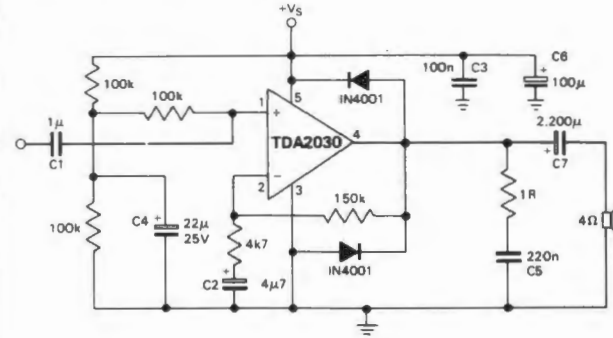 +VS
100k
100k
1μ
C1
100k
C4
+
22μ
25V
1
+
2
−
TDA2030
5
4
3
IN4001
100n
C3
C6
+
100μ
2,200μ
+
C7
150k
4k7
+
C2
4μ7
IN4001
1R
220n
C5
4Ω